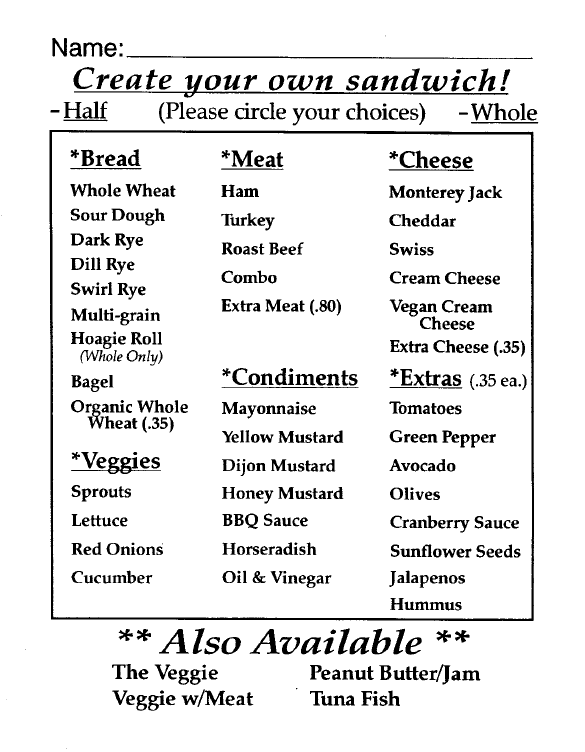 Name:
Create your own sandwich!
-Half (Please circle your choices) -Whole
*Bread
Whole Wheat
Sour Dough
Dark Rye
Dill Rye
Swirl Rye
Multi-grain
Hoagie Roll
(Whole Only)
Bagel
Organic Whole
Wheat (.35)
*Veggies
Sprouts
Lettuce
Red Onions
Cucumber
*Meat
Ham
Turkey
Roast Beef
Combo
Extra Meat (.80)
*Condiments
Mayonnaise
Yellow Mustard
Dijon Mustard
Honey Mustard
BBQ Sauce
Horseradish
Oil & Vinegar
*Cheese
Monterey Jack
Cheddar
Swiss
Cream Cheese
Vegan Cream
Cheese
Extra Cheese (.35)
*Extras (.35 ea.)
Tomatoes
Green Pepper
Avocado
Olives
Cranberry Sauce
Sunflower Seeds
Jalapenos
Hummus
** Also Available **
The Veggie
Veggie w/Meat
Peanut Butter/Jam
Tuna Fish